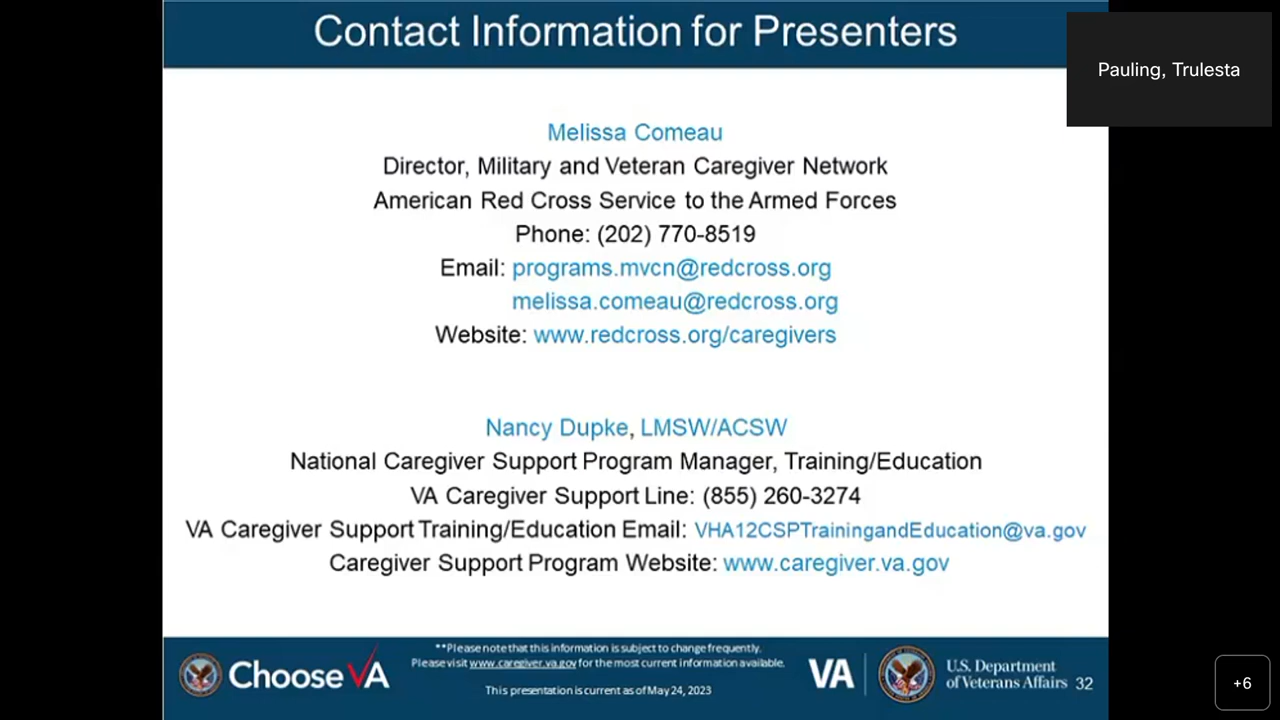 Contact Information for Presenters
Pauling, Trulesta
Melissa Comeau
Director, Military and Veteran Caregiver Network
American Red Cross Service to the Armed Forces
Phone: (202) 770-8519
Email: programs.mvcn@redcross.org
melissa.comeau@redcross.org
Website: www.redcross.org/caregivers
Nancy Dupke, LMSW/ACSW
National Caregiver Support Program Manager, Training/Education
VA Caregiver Support Line: (855) 260-3274
VA Caregiver Support Training/Education Email: VHA12CSPTrainingandEducation@va.gov
Caregiver Support Program Website: www.caregiver.va.gov
**Please note that this information is subject to change frequently.
Please visit www.caregiver.va.gov for the most current information available.
This presentation is current as of May 24, 2023
Choose VA
VA
U.S. Department
of Veterans Affairs
32
+6